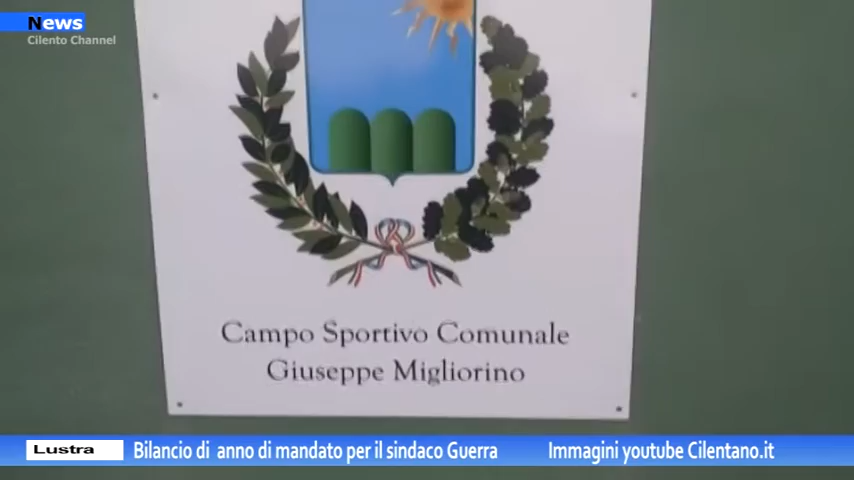 News
Cilento Channel
Campo Sportivo Comunale
Giuseppe Migliorino
Lustra
Bilancio di anno di mandato per il sindaco Guerra
Immagini youtube Cilentano.it